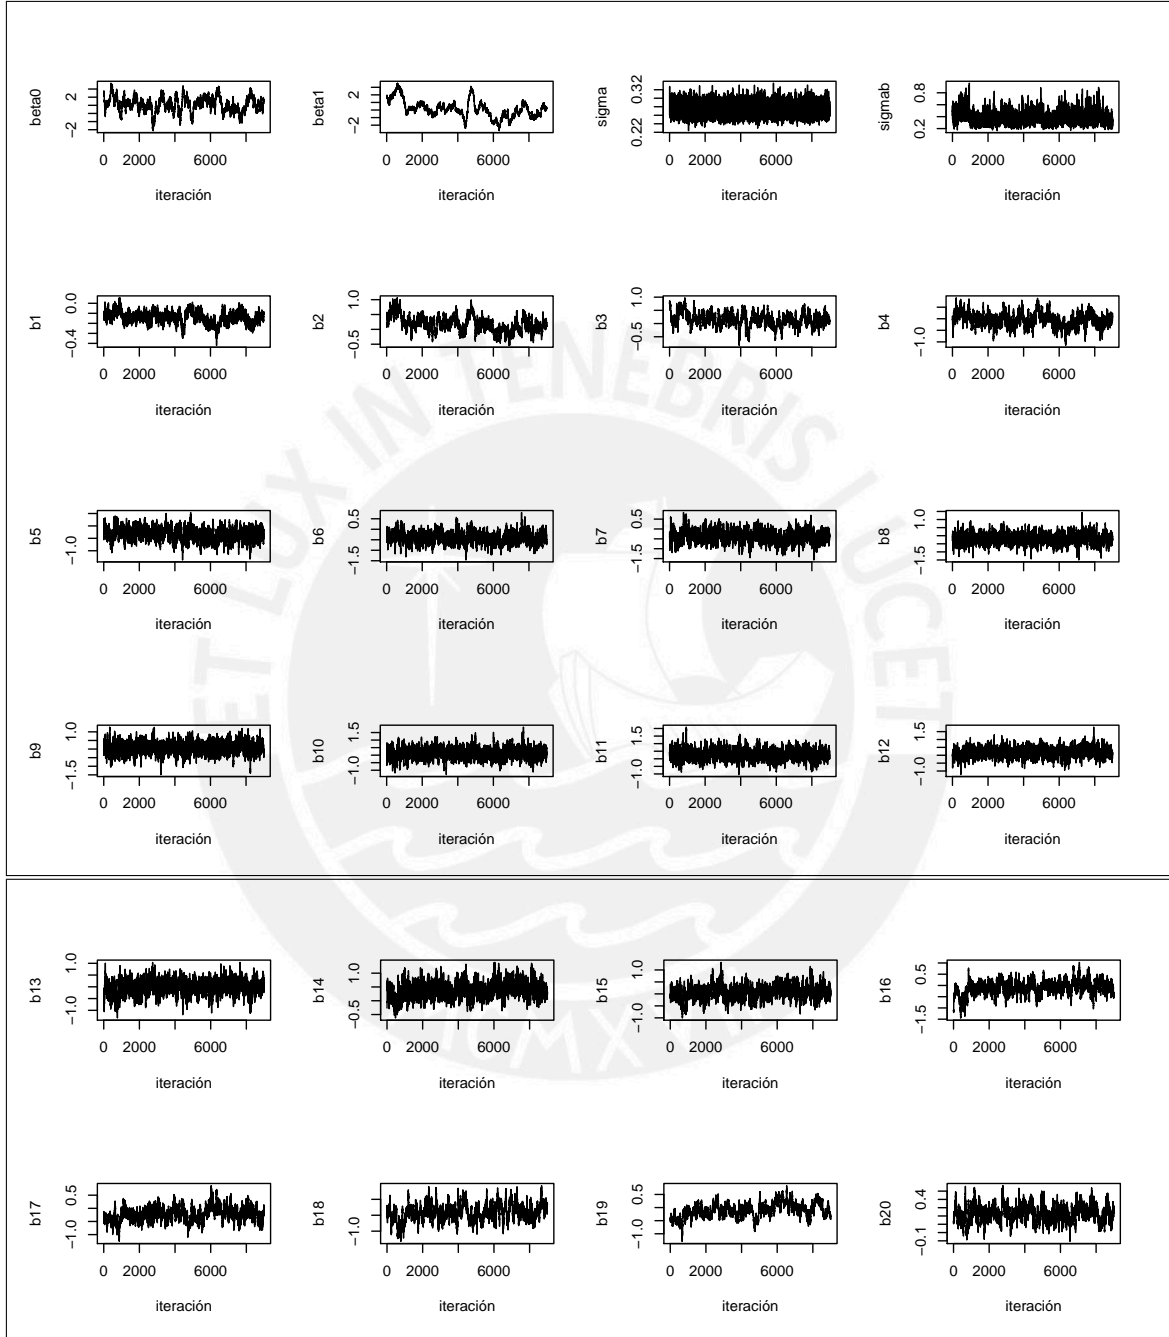 beta0 2 -2 0 2000 6000 iteración
beta1 2 -2 0 2000 6000 iteración
sigma 0.32 0.22 0 2000 6000 iteración
sigmab 0.8 0.2 0 2000 6000 iteración
b1 0.0 -0.4 0 2000 6000 iteración
b2 1.0 -0.5 0 2000 6000 iteración
b3 1.0 -0.5 0 2000 6000 iteración
b4 -1.0 0 2000 6000 iteración
b5 -1.0 0 2000 6000 iteración
b6 0.5 -1.5 0 2000 6000 iteración
b7 0.5 -1.5 0 2000 6000 iteración
b8 1.0 -1.5 0 2000 6000 iteración
b9 1.0 -1.5 0 2000 6000 iteración
b10 1.5 -1.0 0 2000 6000 iteración
b11 1.5 -1.0 0 2000 6000 iteración
b12 1.5 -1.0 0 2000 6000 iteración
b13 1.0 -1.0 0 2000 6000 iteración
b14 1.0 -0.5 0 2000 6000 iteración
b15 1.0 -1.0 0 2000 6000 iteración
b16 0.5 -1.5 0 2000 6000 iteración
b17 0.5 -1.0 0 2000 6000 iteración
b18 -1.0 0 2000 6000 iteración
b19 0.5 -1.0 0 2000 6000 iteración
b20 0.4 -0.1 0 2000 6000 iteración
ET LUX IN TENEBRIS LUCET